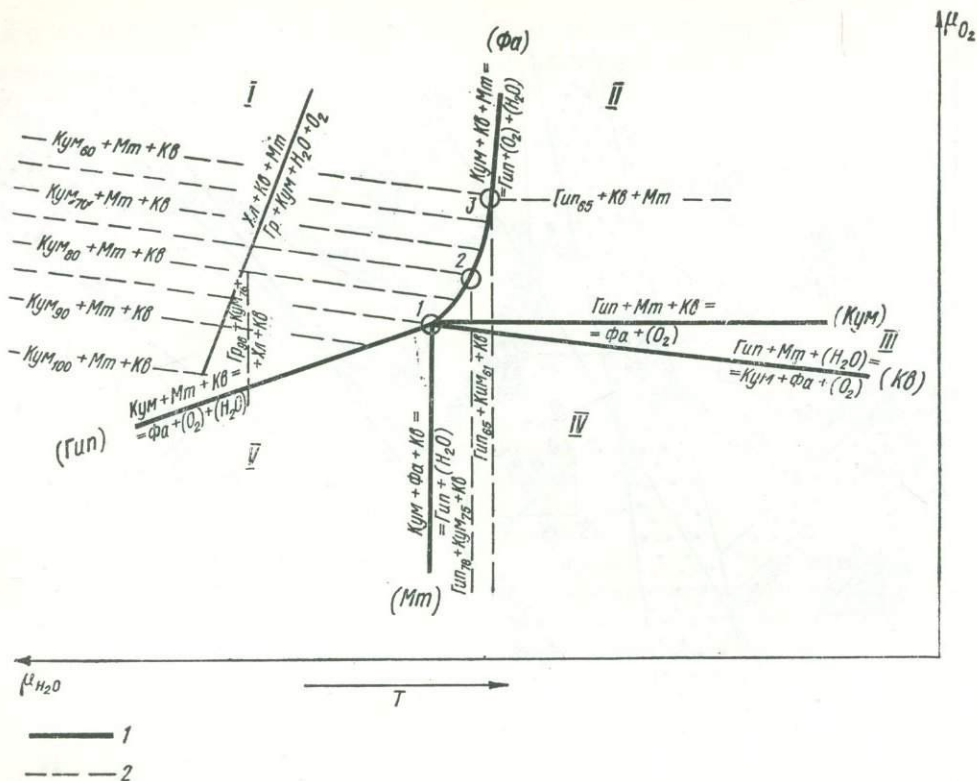 μO₂
(Фа)
I
II
Кум + Кв + Мт =
= Гип + (O₂) + (H₂O)
Кум₆₀ + Мт + Кв
Кум₇₀ + Мт + Кв
Кум₈₀ + Мт + Кв
Кум₉₀ + Мт + Кв
Кум₁₀₀ + Мт + Кв
Хл + Кв + Мт
Гр + Кум + H₂O + O₂
3
Гип₆₅ + Кв + Мт
2
1
+ Хл + Кв
Гип + Мт + Кв =
= Фа + (O₂)
(Кум)
III
Гип + Мт + (H₂O) =
= Кум + Фа + (O₂)
(Кв)
Кум + Мт + Кв =
= Фа + (O₂) + (H₂O)
(Гип)
V
IV
Кум + Фа + Кв =
= Гип + (H₂O)
Гип₇₈ + Кум₇₅ + Кв
Гип₆₅ + Ким₆₁ + Кв
(Мт)
μH₂O
T
1
2